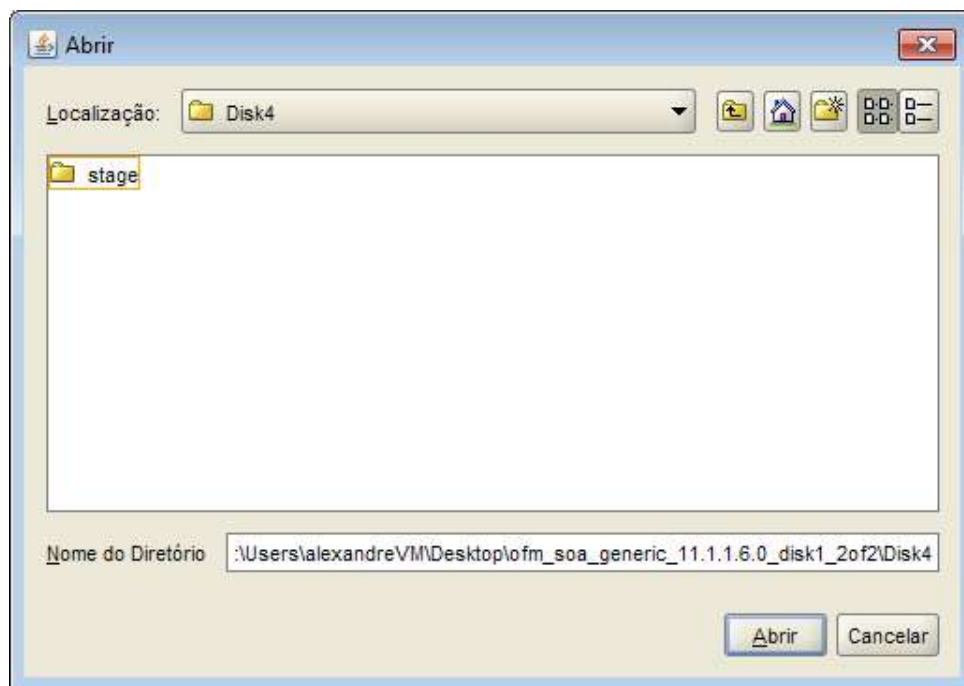 Abrir
Localização: Disk4
stage
Nome do Diretório :\Users\alexandreVM\Desktop\ofm_soa_generic_11.1.1.6.0_disk1_2of2\Disk4
Abrir Cancelar